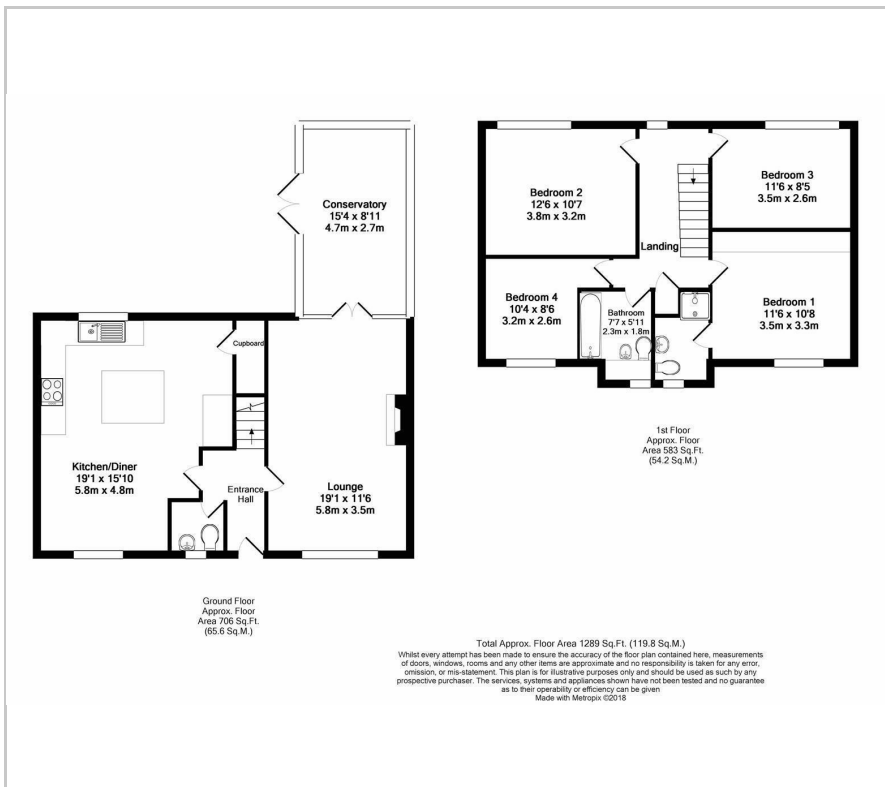 Conservatory
15'4 x 8'11
4.7m x 2.7m
Cupboard
Kitchen/Diner
19'1 x 15'10
5.8m x 4.8m
Entrance
Hall
Lounge
19'1 x 11'6
5.8m x 3.5m
Ground Floor
Approx. Floor
Area 706 Sq.Ft.
(65.6 Sq.M.)
Bedroom 2
12'6 x 10'7
3.8m x 3.2m
Bedroom 3
11'6 x 8'5
3.5m x 2.6m
Landing
Bedroom 4
10'4 x 8'6
3.2m x 2.6m
Bathroom
7'7 x 5'11
2.3m x 1.8m
Bedroom 1
11'6 x 10'8
3.5m x 3.3m
1st Floor
Approx. Floor
Area 583 Sq.Ft.
(54.2 Sq.M.)
Total Approx. Floor Area 1289 Sq.Ft. (119.8 Sq.M.)
Whilst every attempt has been made to ensure the accuracy of the floor plan contained here, measurements
of doors, windows, rooms and any other items are approximate and no responsibility is taken for any error,
omission, or mis-statement. This plan is for illustrative purposes only and should be used as such by any
prospective purchaser. The services, systems and appliances shown have not been tested and no guarantee
as to their operability or efficiency can be given
Made with Metropix ©2018